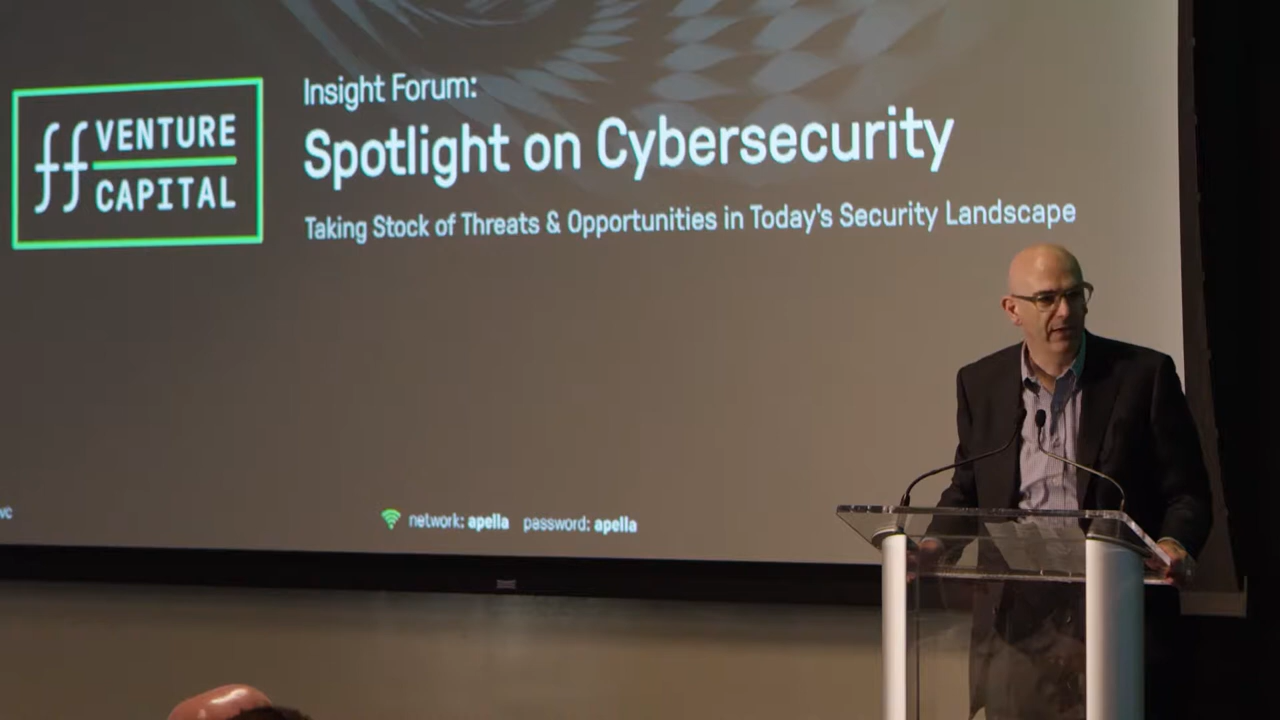 ff VENTURE
CAPITAL
Insight Forum:
Spotlight on Cybersecurity
Taking Stock of Threats & Opportunities in Today's Security Landscape
vc
network: apella password: apella